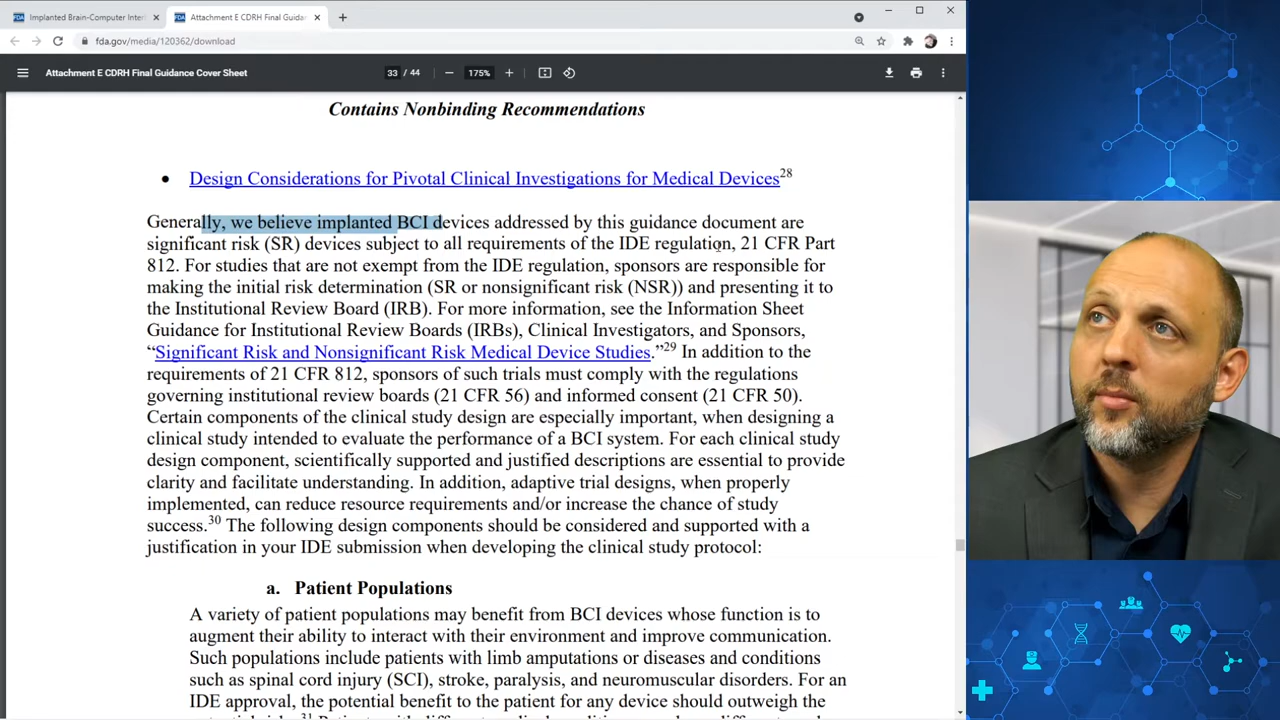 Implanted Brain-Computer Inter
Attachment E CDRH Final Guidan
fda.gov/media/120362/download
Attachment E CDRH Final Guidance Cover Sheet
33 / 44
175%
Contains Nonbinding Recommendations
• Design Considerations for Pivotal Clinical Investigations for Medical Devices28
Generally, we believe implanted BCI devices addressed by this guidance document are
significant risk (SR) devices subject to all requirements of the IDE regulation, 21 CFR Part
812. For studies that are not exempt from the IDE regulation, sponsors are responsible for
making the initial risk determination (SR or nonsignificant risk (NSR)) and presenting it to
the Institutional Review Board (IRB). For more information, see the Information Sheet
Guidance for Institutional Review Boards (IRBs), Clinical Investigators, and Sponsors,
“Significant Risk and Nonsignificant Risk Medical Device Studies.”29 In addition to the
requirements of 21 CFR 812, sponsors of such trials must comply with the regulations
governing institutional review boards (21 CFR 56) and informed consent (21 CFR 50).
Certain components of the clinical study design are especially important, when designing a
clinical study intended to evaluate the performance of a BCI system. For each clinical study
design component, scientifically supported and justified descriptions are essential to provide
clarity and facilitate understanding. In addition, adaptive trial designs, when properly
implemented, can reduce resource requirements and/or increase the chance of study
success.30 The following design components should be considered and supported with a
justification in your IDE submission when developing the clinical study protocol:
a. Patient Populations
A variety of patient populations may benefit from BCI devices whose function is to
augment their ability to interact with their environment and improve communication.
Such populations include patients with limb amputations or diseases and conditions
such as spinal cord injury (SCI), stroke, paralysis, and neuromuscular disorders. For an
IDE approval, the potential benefit to the patient for any device should outweigh the